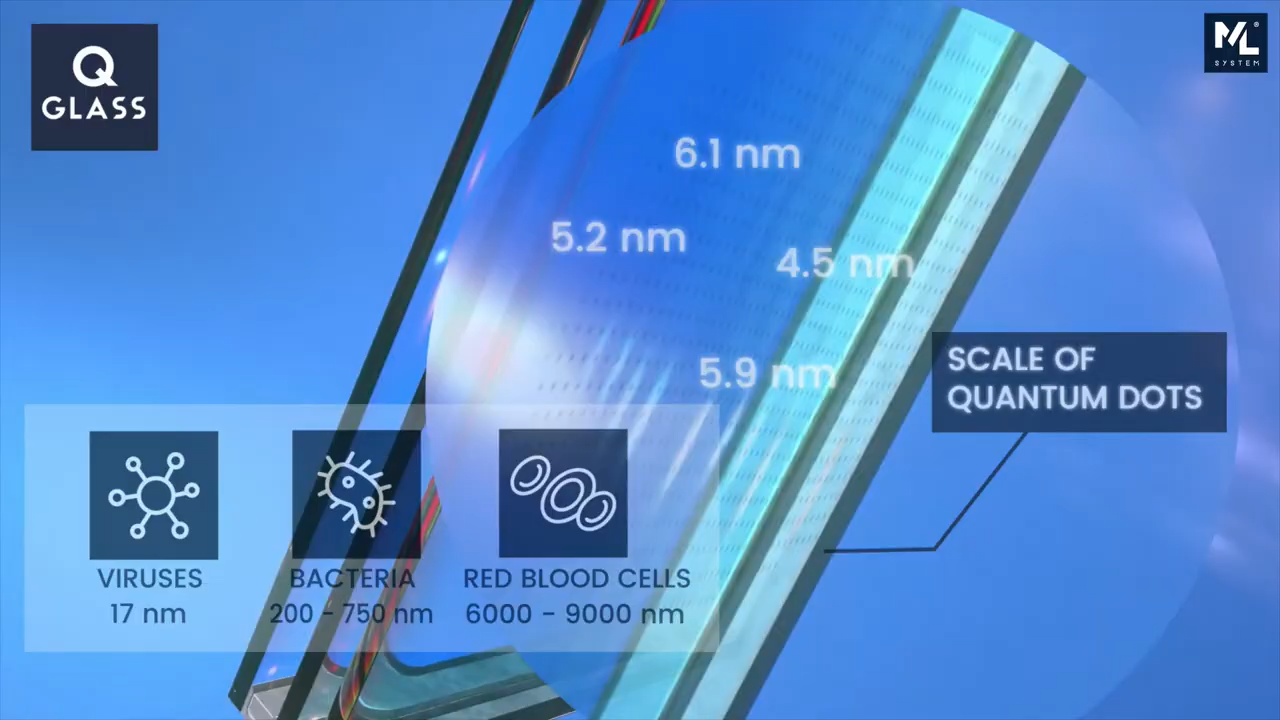 Q
GLASS
ML
SYSTEM
6.1 nm
5.2 nm
4.5 nm
5.9 nm
SCALE OF
QUANTUM DOTS
VIRUSES
17 nm
BACTERIA
200 - 750 nm
RED BLOOD CELLS
6000 - 9000 nm